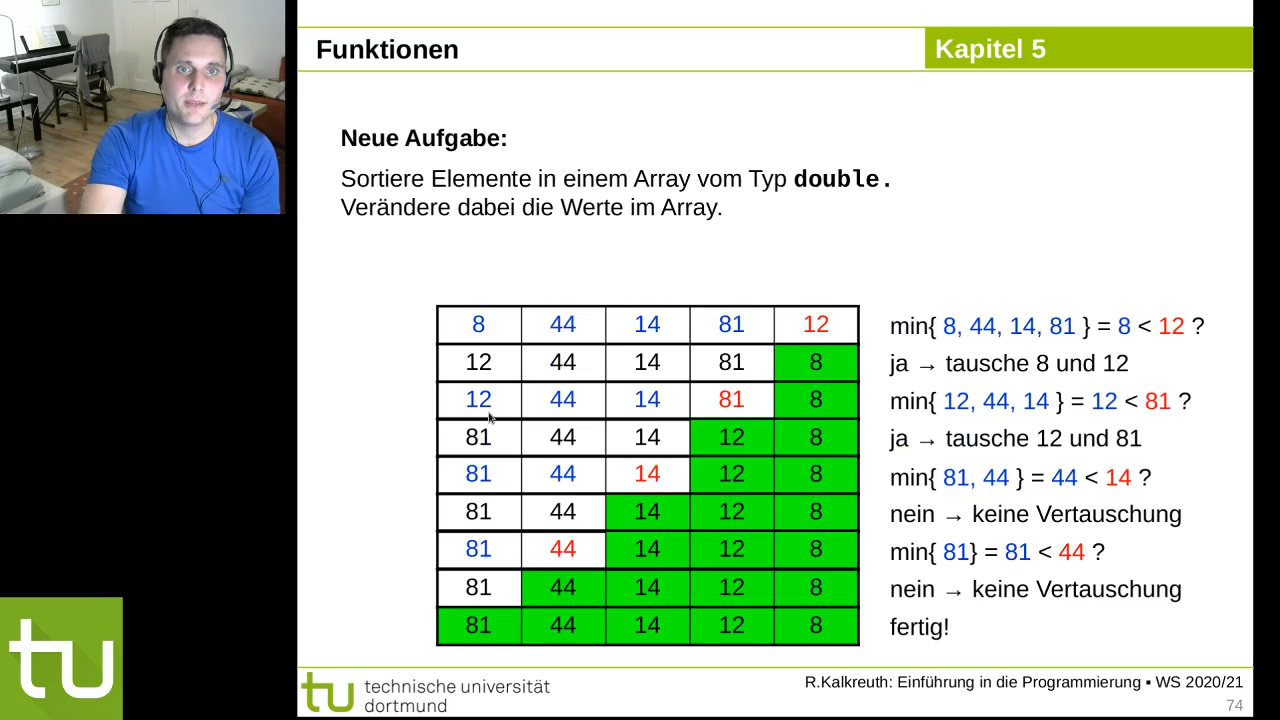 Funktionen
Kapitel 5
Neue Aufgabe:
Sortiere Elemente in einem Array vom Typ double.
Verändere dabei die Werte im Array.
8 44 14 81 12 min{ 8, 44, 14, 81 } = 8 < 12 ?
12 44 14 81 8 ja → tausche 8 und 12
12 44 14 81 8 min{ 12, 44, 14 } = 12 < 81 ?
81 44 14 12 8 ja → tausche 12 und 81
81 44 14 12 8 min{ 81, 44 } = 44 < 14 ?
81 44 14 12 8 nein → keine Vertauschung
81 44 14 12 8 min{ 81} = 81 < 44 ?
81 44 14 12 8 nein → keine Vertauschung
81 44 14 12 8 fertig!
tu
tu technische universität
dortmund
R.Kalkreuth: Einführung in die Programmierung ▪ WS 2020/21
74